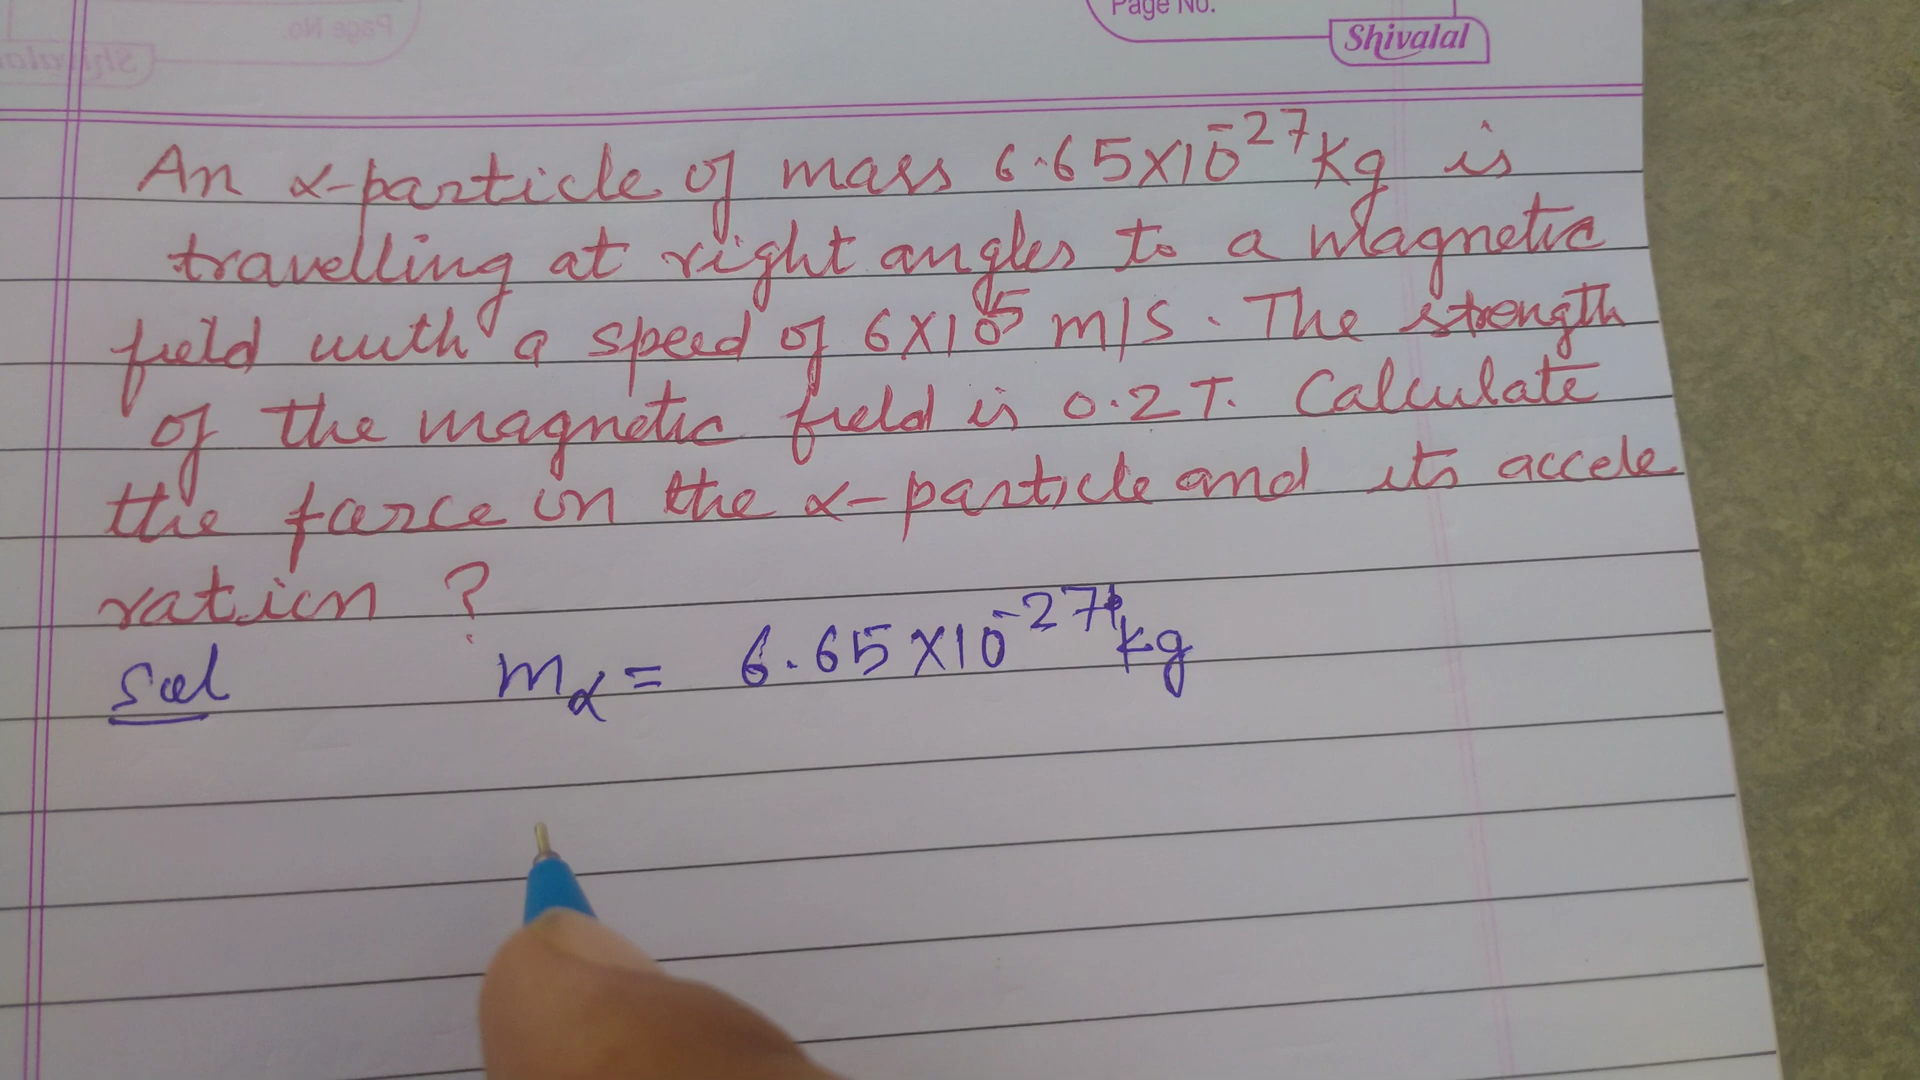 Page No.
Shivalal
An α-particle of mass 6.65×10⁻²⁷ Kg is
travelling at right angles to a magnetic
field with a speed of 6×10⁵ m/s. The strength
of the magnetic field is 0.2 T. Calculate
the force on the α-particle and its accele
ration ?
Sol m_α = 6.65×10⁻²⁷ kg